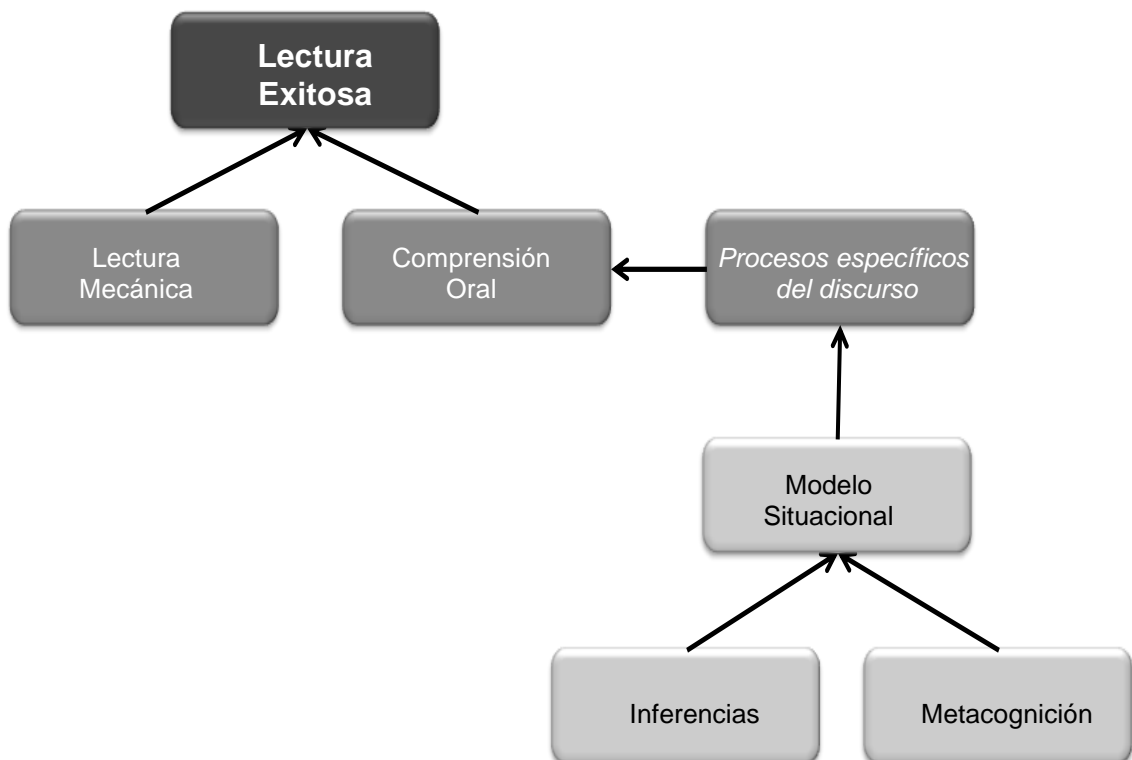 Lectura
Exitosa
Lectura
Mecánica
Comprensión
Oral
Procesos específicos
del discurso
Modelo
Situacional
Inferencias
Metacognición